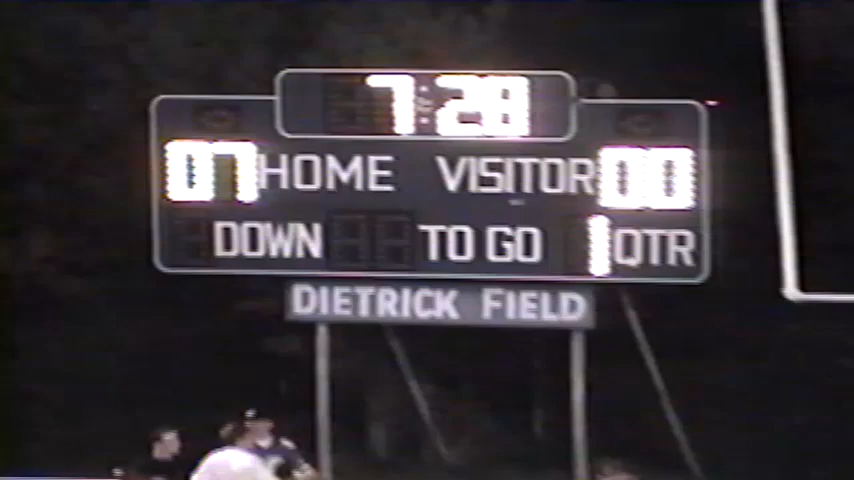 7:28
07 HOME VISITOR 00
DOWN TO GO 1 QTR
DIETRICK FIELD